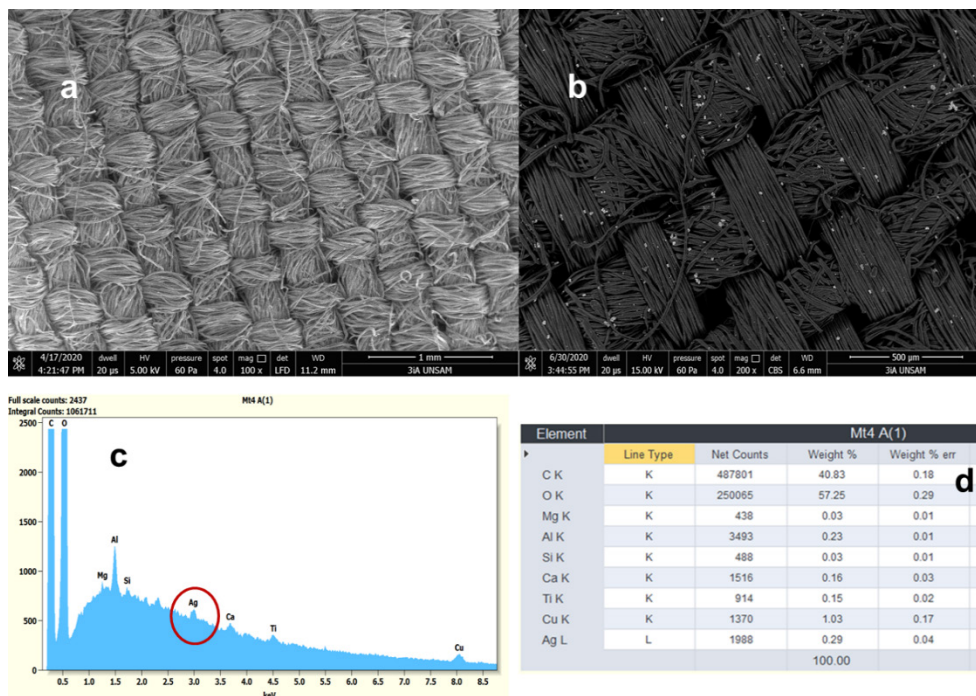 a
4/17/2020 dwell HV pressure spot mag det WD 1 mm
4:21:47 PM 20 µs 5.00 kV 60 Pa 4.0 100 x LFD 11.2 mm 3iA UNSAM
b
6/30/2020 dwell HV pressure spot mag det WD 500 µm
3:44:55 PM 20 µs 15.00 kV 60 Pa 4.0 200 x CBS 6.6 mm 3iA UNSAM
Full scale counts: 2437 Mt4 A(1)
Integral Counts: 1061711
2500
2000
1500
1000
500
0
C O
c
Al
Mg
Si
Ag
Ca
Ti
Cu
0.5 1.0 1.5 2.0 2.5 3.0 3.5 4.0 4.5 5.0 5.5 6.0 6.5 7.0 7.5 8.0 8.5
keV
Element Mt4 A(1)
Line Type Net Counts Weight % Weight % err
d
C K K 487801 40.83 0.18
O K K 250065 57.25 0.29
Mg K K 438 0.03 0.01
Al K K 3493 0.23 0.01
Si K K 488 0.03 0.01
Ca K K 1516 0.16 0.03
Ti K K 914 0.15 0.02
Cu K K 1370 1.03 0.17
Ag L L 1988 0.29 0.04
100.00